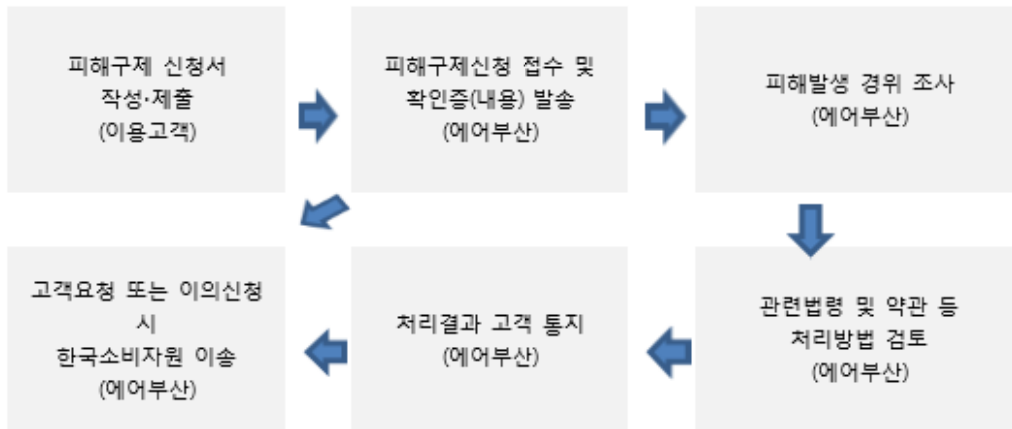 피해구제 신청서
작성·제출
(이용고객)
피해구제신청 접수 및
확인증(내용) 발송
(에어부산)
피해발생 경위 조사
(에어부산)
관련법령 및 약관 등
처리방법 검토
(에어부산)
처리결과 고객 통지
(에어부산)
고객요청 또는 이의신청
시
한국소비자원 이송
(에어부산)